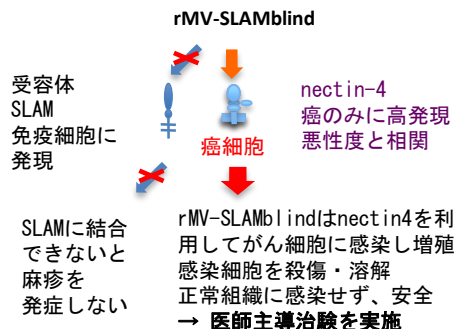 rMV-SLAMblind
受容体
SLAM
免疫細胞に
発現
癌細胞
nectin-4
癌のみに高発現
悪性度と相関
SLAMに結合
できないと
麻疹を
発症しない
rMV-SLAMblindはnectin4を利
用してがん細胞に感染し増殖
感染細胞を殺傷・溶解
正常組織に感染せず、安全
→ 医師主導治験を実施